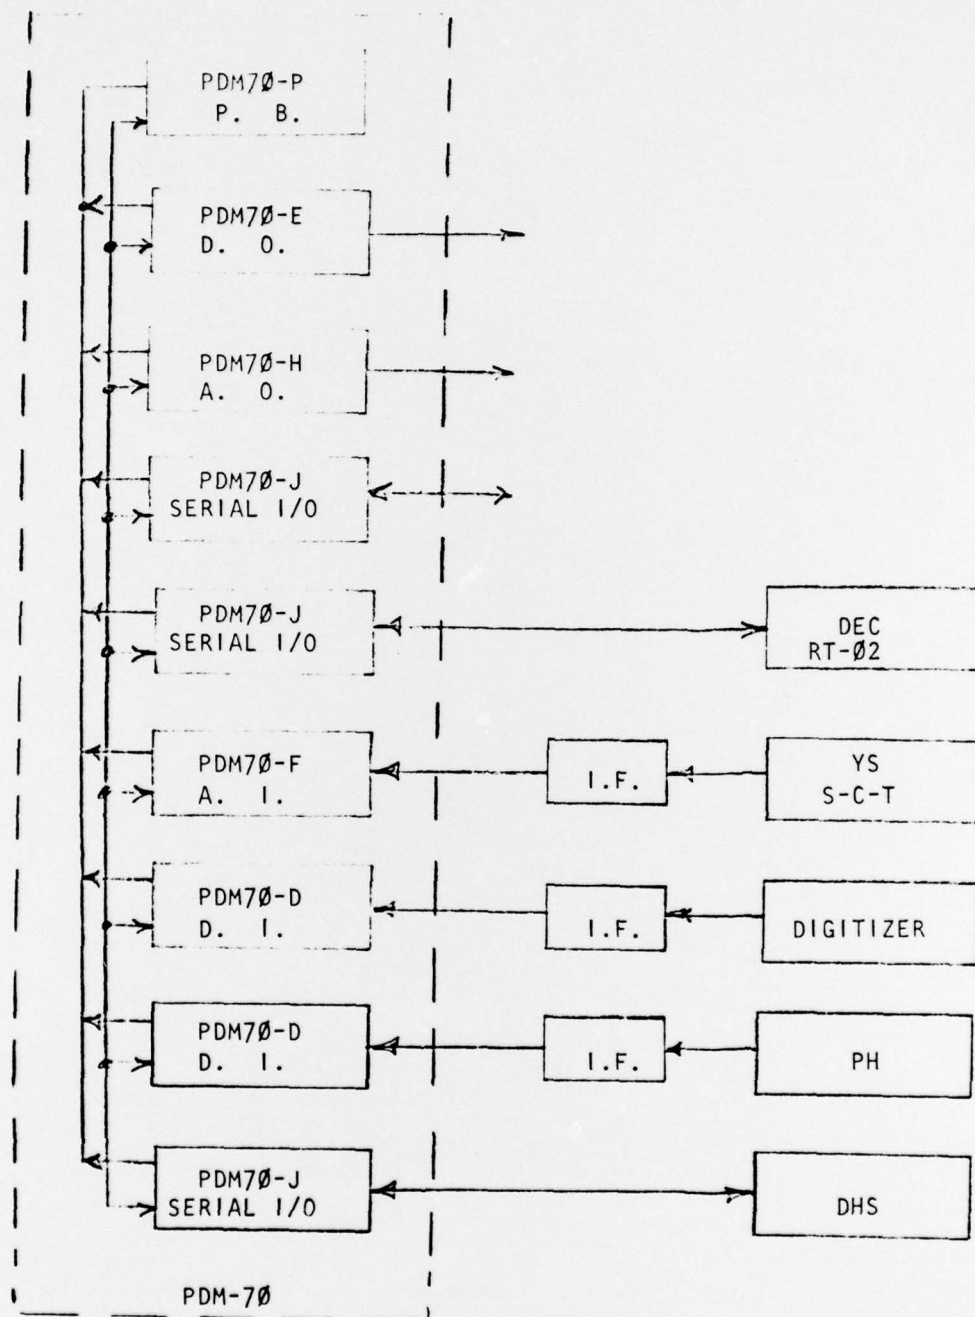 PDM7Ø-P
P. B.
PDM7Ø-E
D. O.
PDM7Ø-H
A. O.
PDM7Ø-J
SERIAL I/O
PDM7Ø-J
SERIAL I/O
DEC
RT-Ø2
PDM7Ø-F
A. I.
I.F.
YS
S-C-T
PDM7Ø-D
D. I.
I.F.
DIGITIZER
PDM7Ø-D
D. I.
I.F.
PH
PDM7Ø-J
SERIAL I/O
DHS
PDM-7Ø